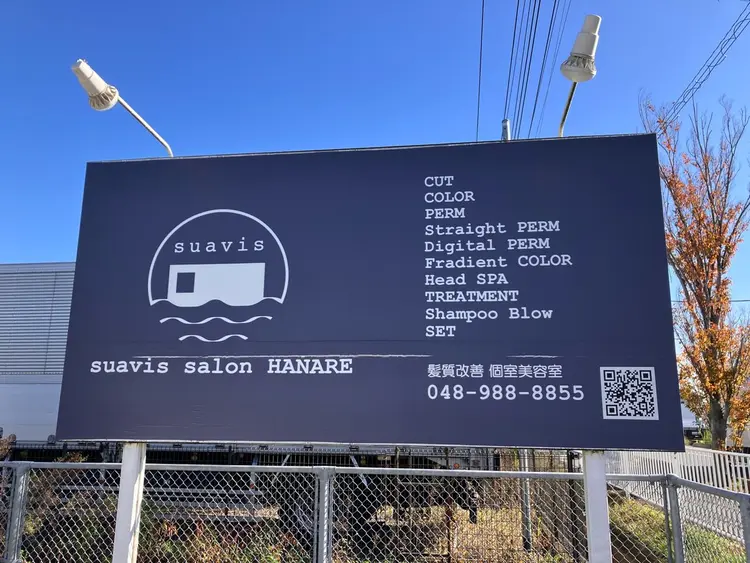 suavis
suavis salon HANARE
CUT
COLOR
PERM
Straight PERM
Digital PERM
Fradient COLOR
Head SPA
TREATMENT
Shampoo Blow
SET
髪質改善 個室美容室
048-988-8855